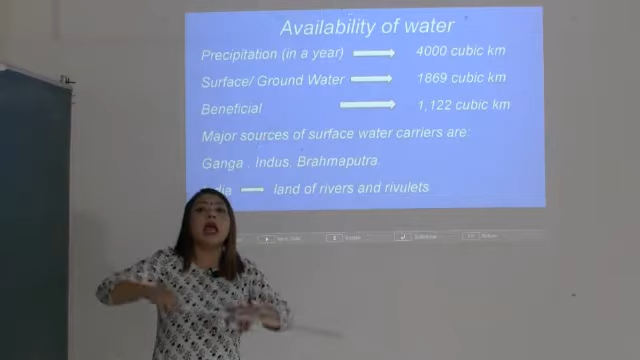 Availability of water
Precipitation (in a year) 4000 cubic km
Surface/ Ground Water 1869 cubic km
Beneficial 1,122 cubic km
Major sources of surface water carriers are:
Ganga , Indus, Brahmaputra.
land of rivers and rivulets